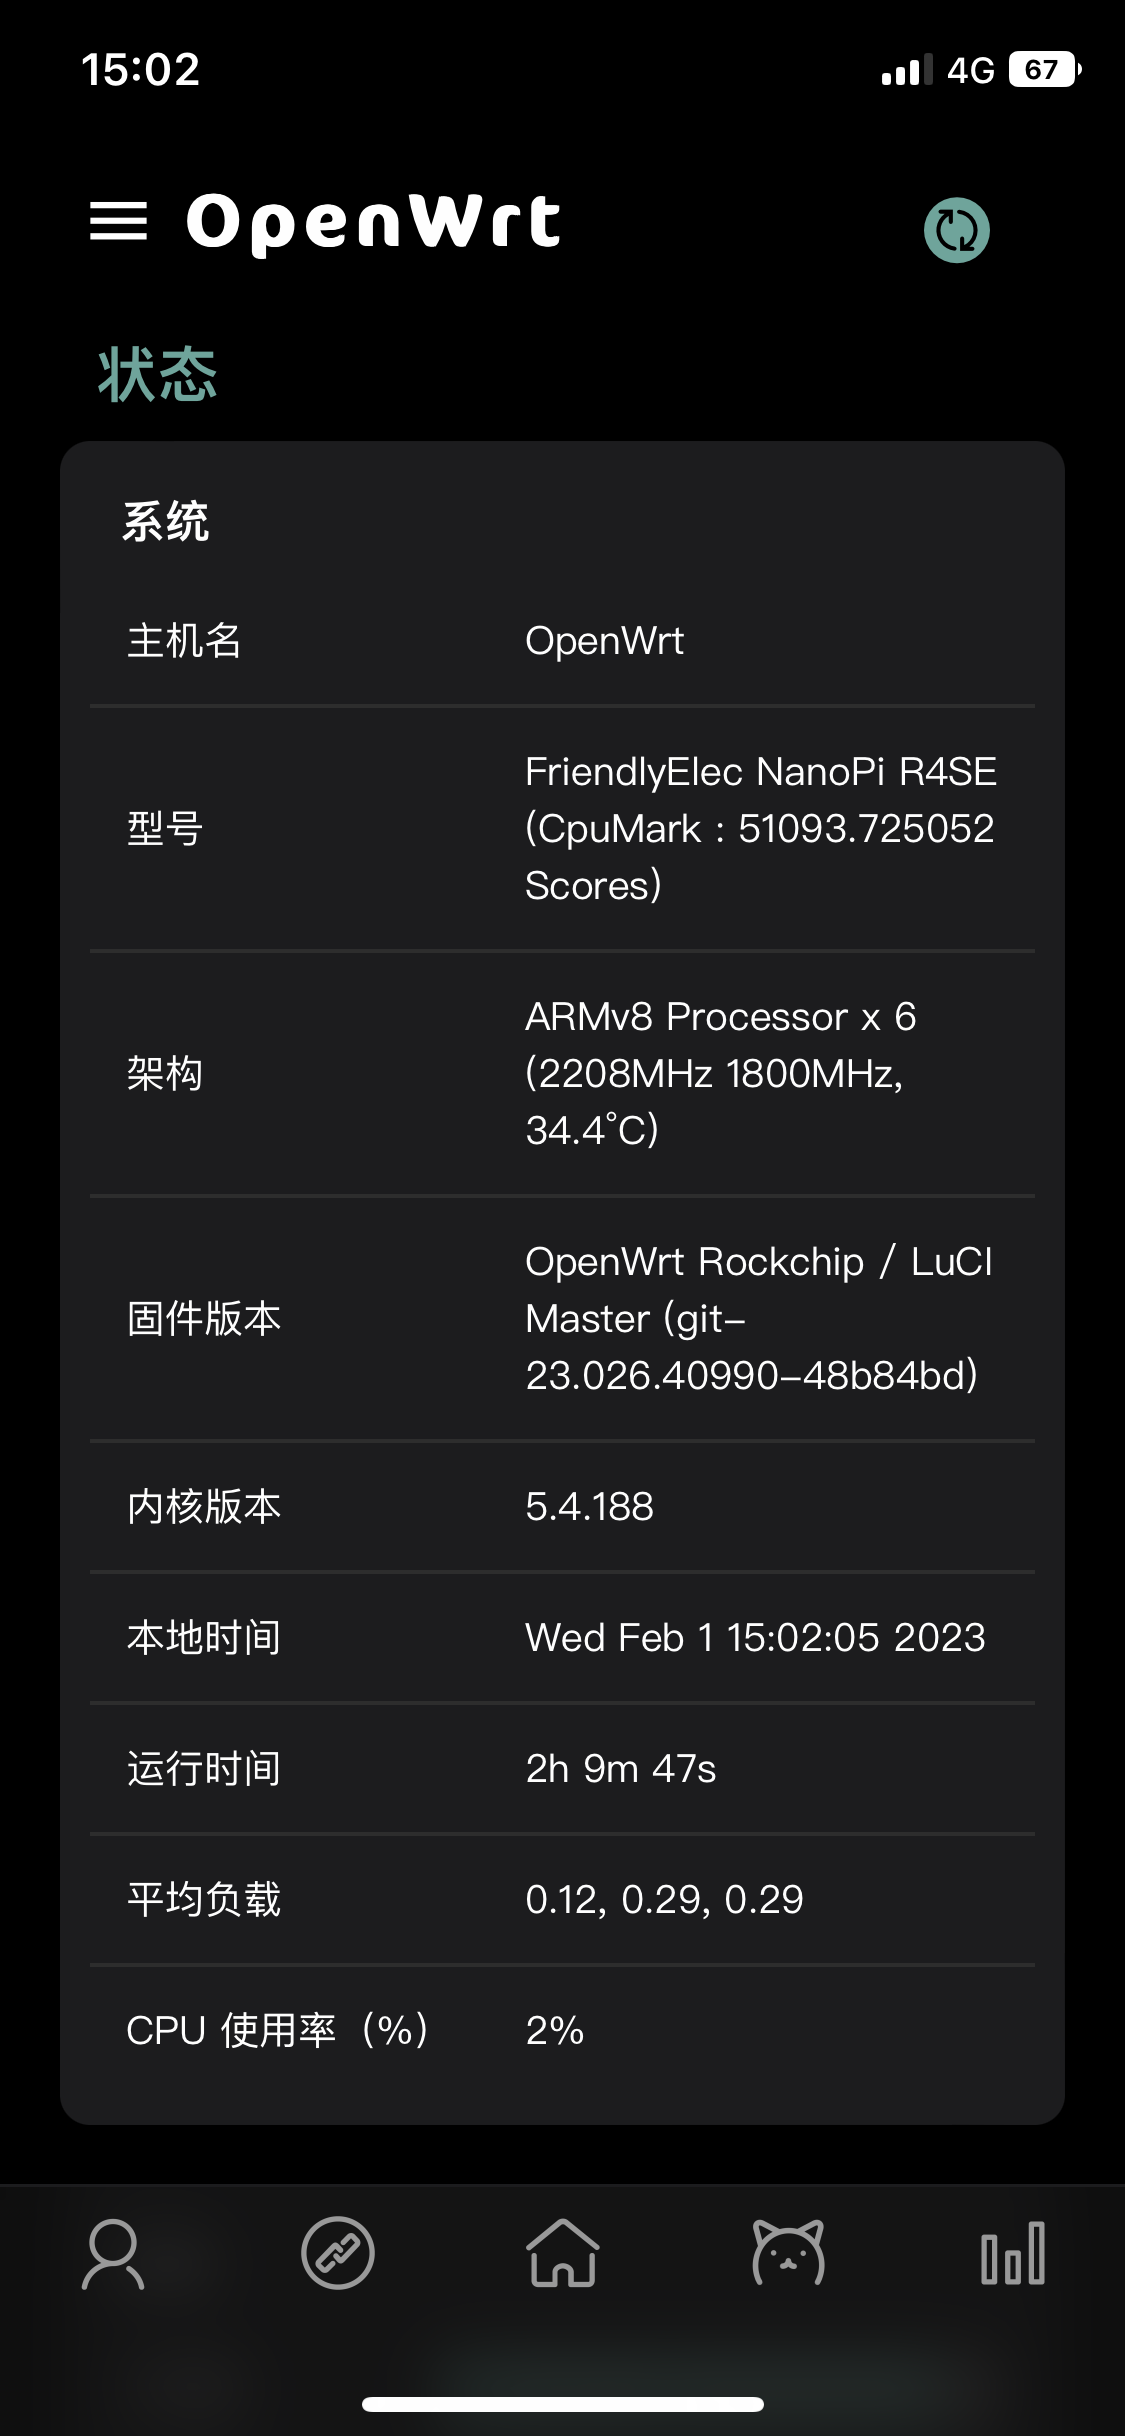 15:02
4G
67
OpenWrt
状态
系统
主机名
OpenWrt
型号
FriendlyElec NanoPi R4SE
(CpuMark : 51093.725052
Scores)
架构
ARMv8 Processor x 6
(2208MHz 1800MHz,
34.4°C)
固件版本
OpenWrt Rockchip / LuCI
Master (git-
23.026.40990-48b84bd)
内核版本
5.4.188
本地时间
Wed Feb 1 15:02:05 2023
运行时间
2h 9m 47s
平均负载
0.12, 0.29, 0.29
CPU 使用率（%）
2%